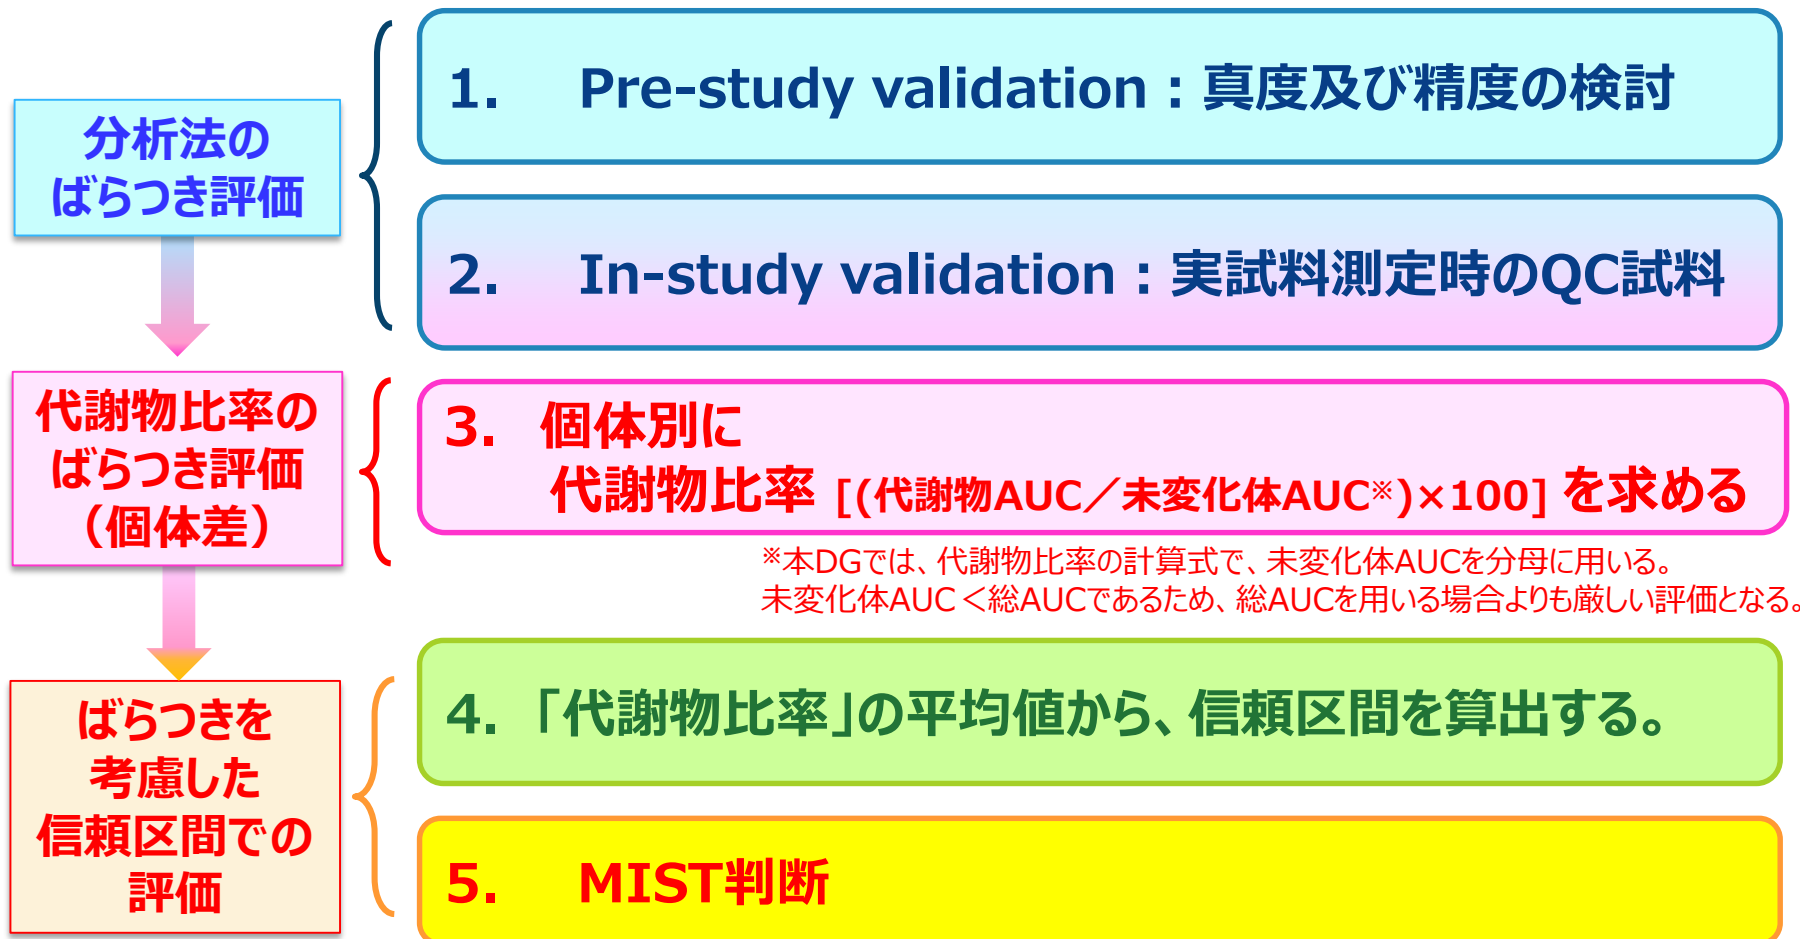 分析法の
ばらつき評価
1. Pre-study validation：真度及び精度の検討
2. In-study validation：実試料測定時のQC試料
代謝物比率の
ばらつき評価
（個体差）
3. 個体別に
代謝物比率 [(代謝物AUC／未変化体AUC※)×100] を求める
※本DGでは、代謝物比率の計算式で、未変化体AUCを分母に用いる。
未変化体AUC＜総AUCであるため、総AUCを用いる場合よりも厳しい評価となる。
ばらつきを
考慮した
信頼区間での
評価
4. 「代謝物比率」の平均値から、信頼区間を算出する。
5. MIST判断